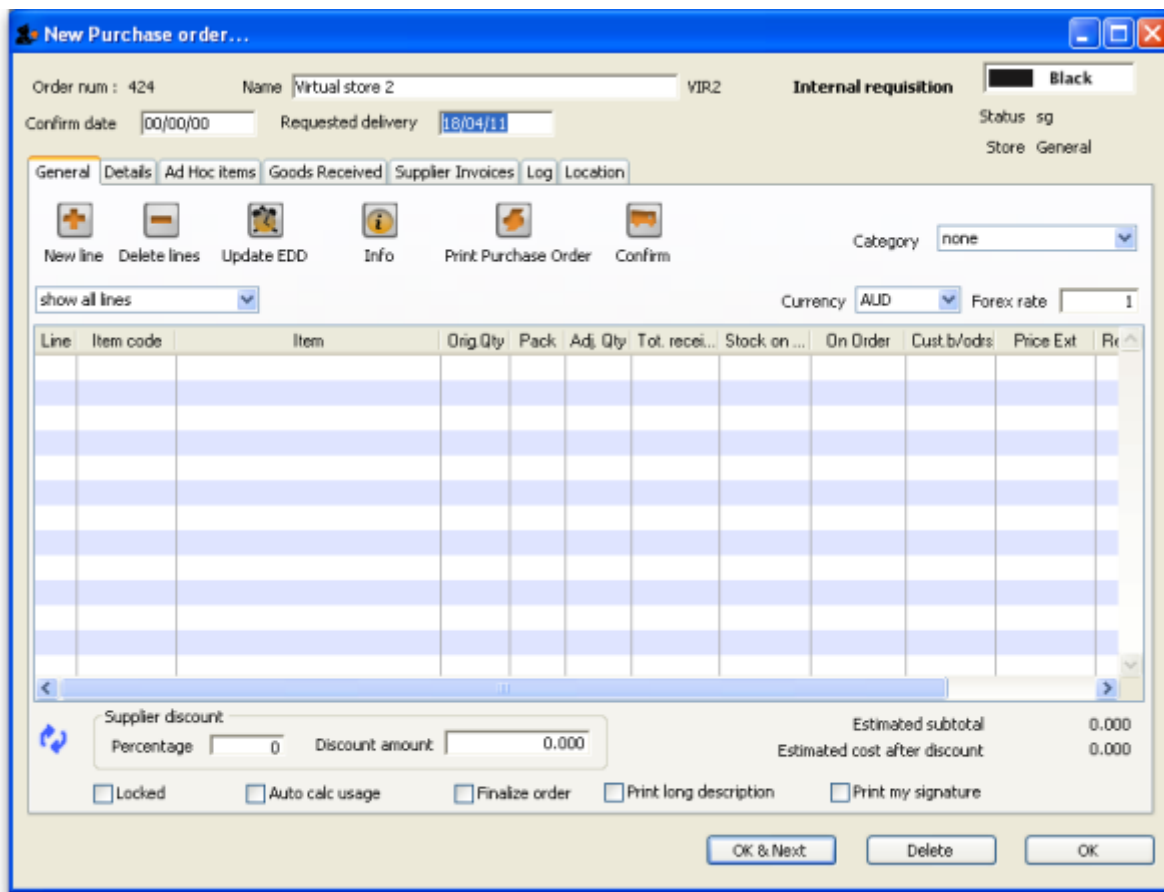 New Purchase order...
Order num : 424 Name Virtual store 2 VIR2 Internal requisition Black
Confirm date 00/00/00 Requested delivery 18/04/11 Status sg
Store General
General Details Ad Hoc items Goods Received Supplier Invoices Log Location
New line Delete lines Update EDD Info Print Purchase Order Confirm Category none
show all lines Currency AUD Forex rate 1
Line Item code Item Orig.Qty Pack Adj. Qty Tot. recei... Stock on ... On Order Cust.b/odrs Price Ext Re
Supplier discount Estimated subtotal 0.000
Percentage 0 Discount amount 0.000 Estimated cost after discount 0.000
Locked Auto calc usage Finalize order Print long description Print my signature
OK & Next Delete OK